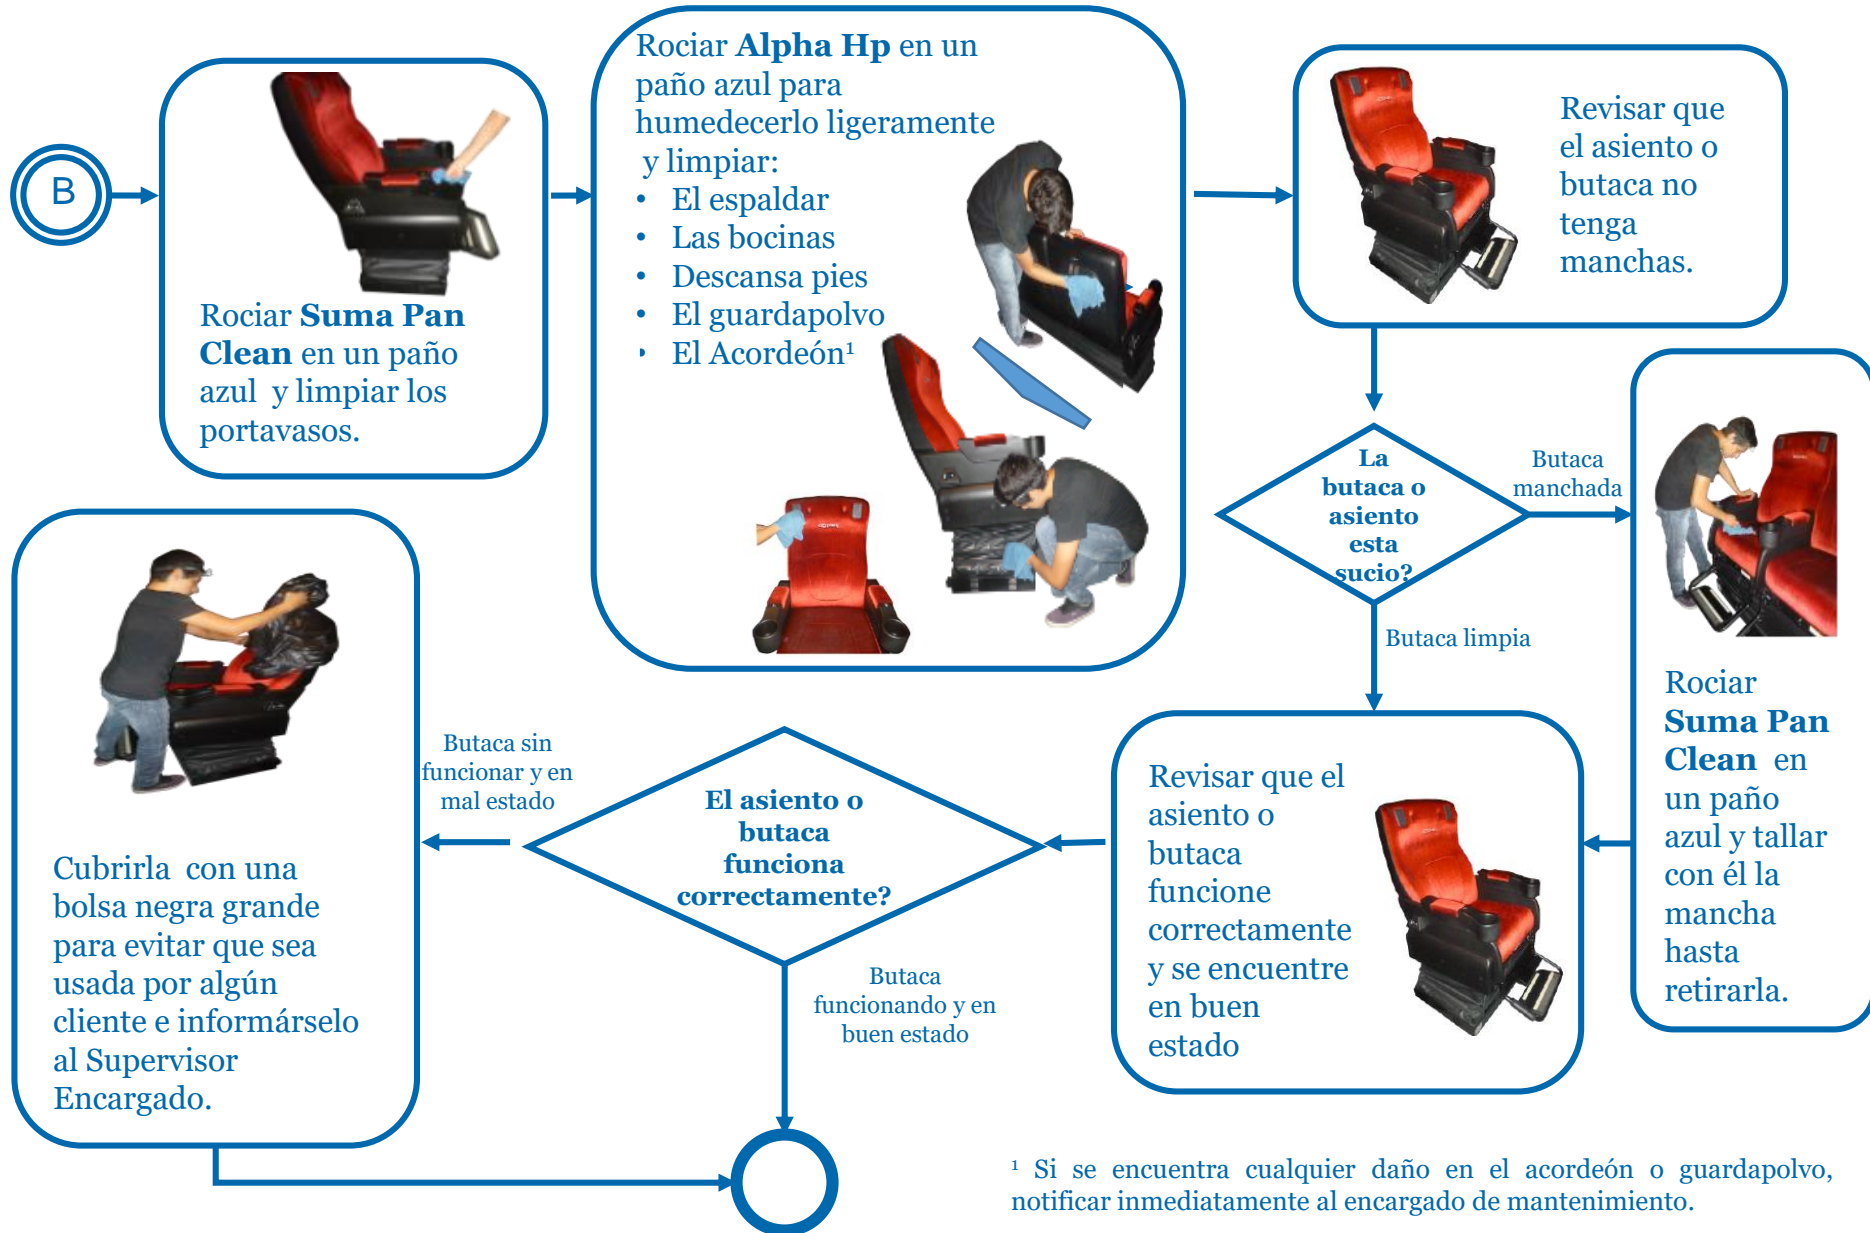 B
Rociar Suma Pan
Clean en un paño
azul y limpiar los
portavasos.
Rociar Alpha Hp en un
paño azul para
humedecerlo ligeramente
y limpiar:
• El espaldar
• Las bocinas
• Descansa pies
• El guardapolvo
• El Acordeón¹
Revisar que
el asiento o
butaca no
tenga
manchas.
La
butaca o
asiento
esta
sucio?
Butaca
manchada
Butaca limpia
Rociar
Suma Pan
Clean en
un paño
azul y tallar
con él la
mancha
hasta
retirarla.
Revisar que el
asiento o
butaca
funcione
correctamente
y se encuentre
en buen
estado
El asiento o
butaca
funciona
correctamente?
Butaca sin
funcionar y en
mal estado
Butaca
funcionando y en
buen estado
Cubrirla con una
bolsa negra grande
para evitar que sea
usada por algún
cliente e informárselo
al Supervisor
Encargado.
¹ Si se encuentra cualquier daño en el acordeón o guardapolvo,
notificar inmediatamente al encargado de mantenimiento.